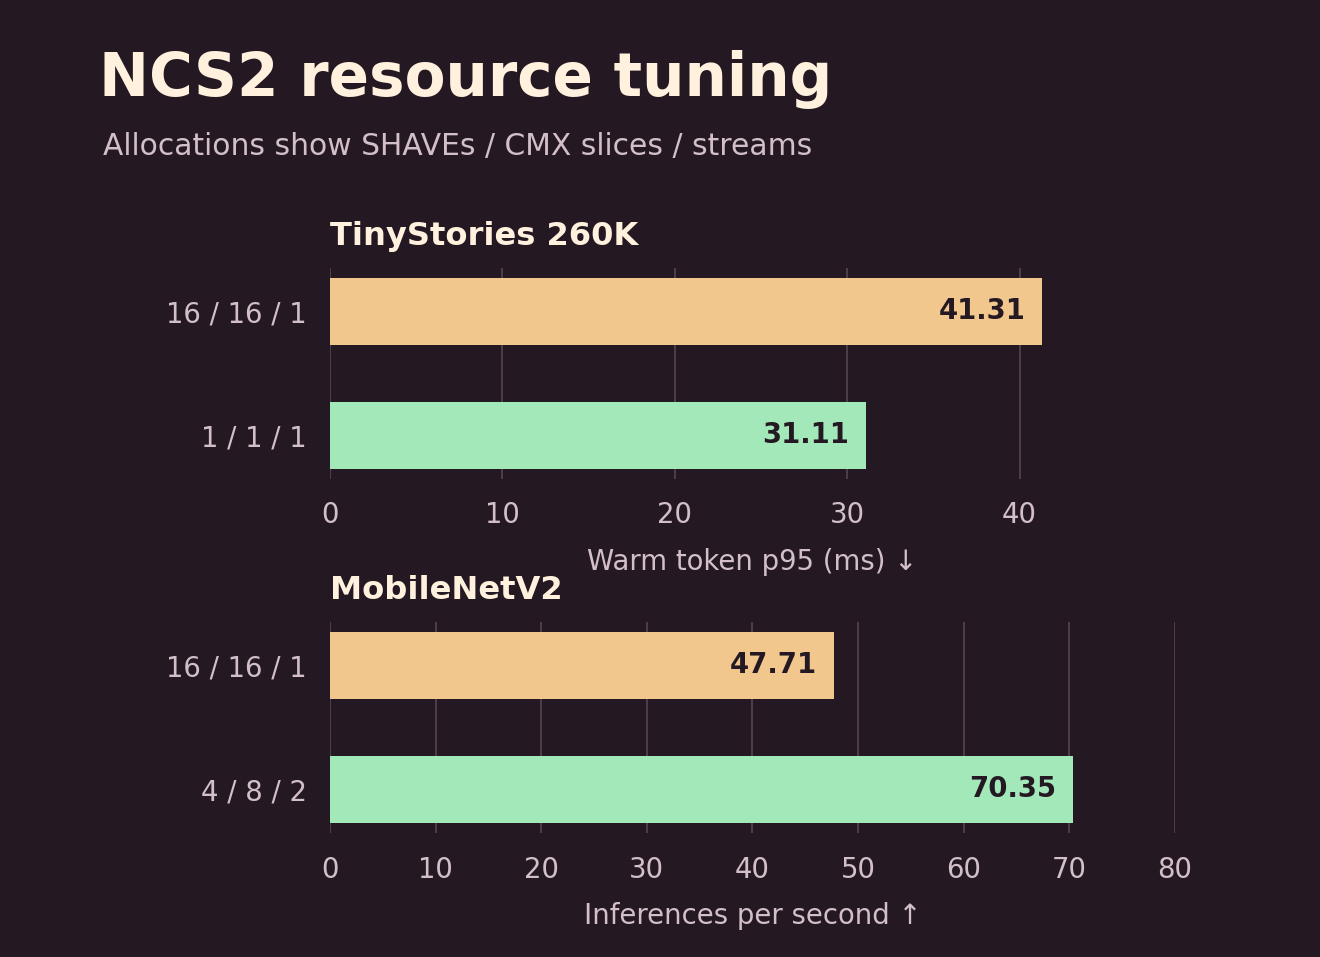 NCS2 resource tuning
Allocations show SHAVEs / CMX slices / streams
TinyStories 260K
16 / 16 / 1
41.31
1 / 1 / 1
31.11
0 10 20 30 40
Warm token p95 (ms) ↓
MobileNetV2
16 / 16 / 1
47.71
4 / 8 / 2
70.35
0 10 20 30 40 50 60 70 80
Inferences per second ↑